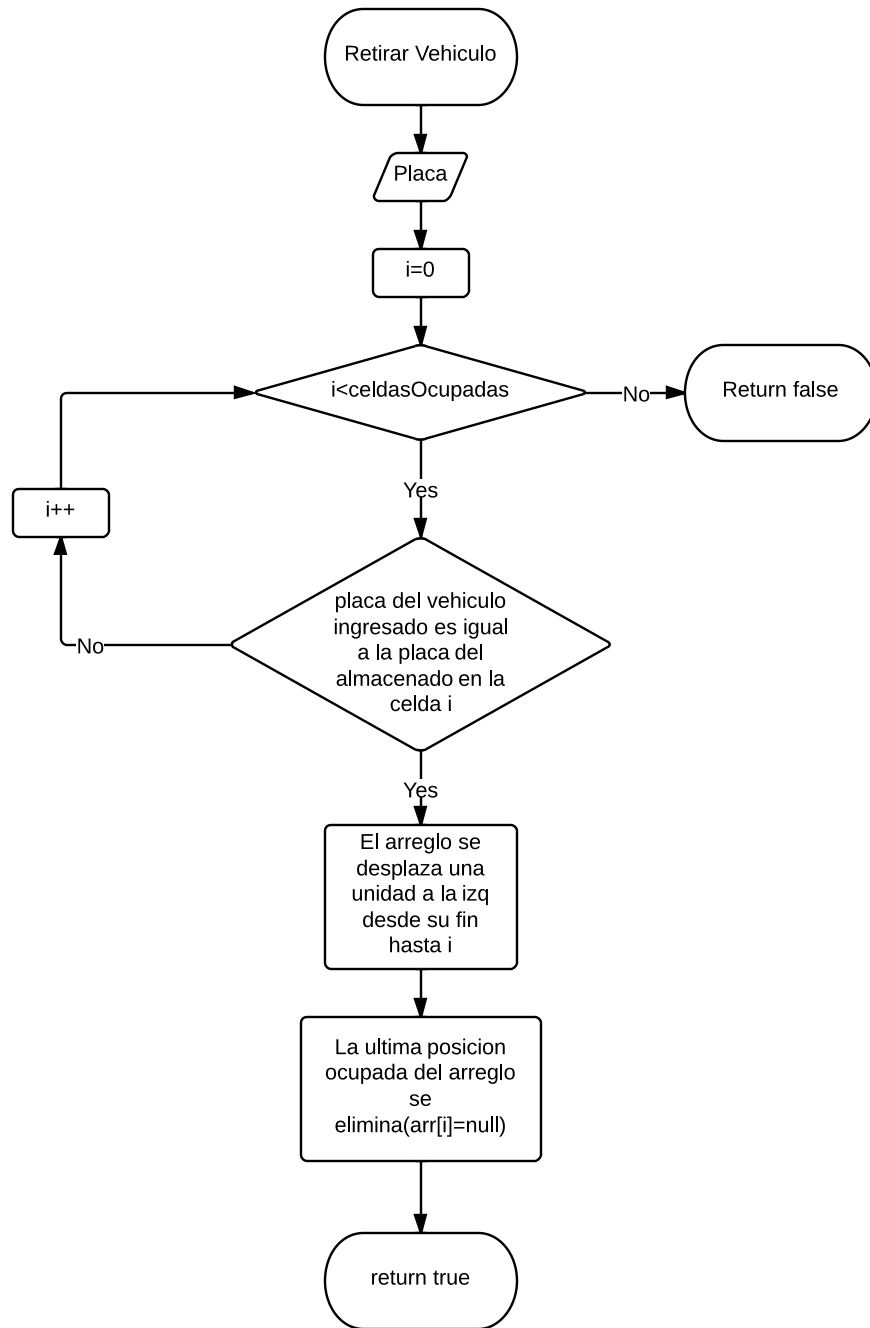 Retirar Vehiculo
Placa
i=0
i<celdasOcupadas
No
Return false
Yes
i++
placa del vehiculo
ingresado es igual
a la placa del
almacenado en la
celda i
No
Yes
El arreglo se
desplaza una
unidad a la izq
desde su fin
hasta i
La ultima posicion
ocupada del arreglo
se
elimina(arr[i]=null)
return true